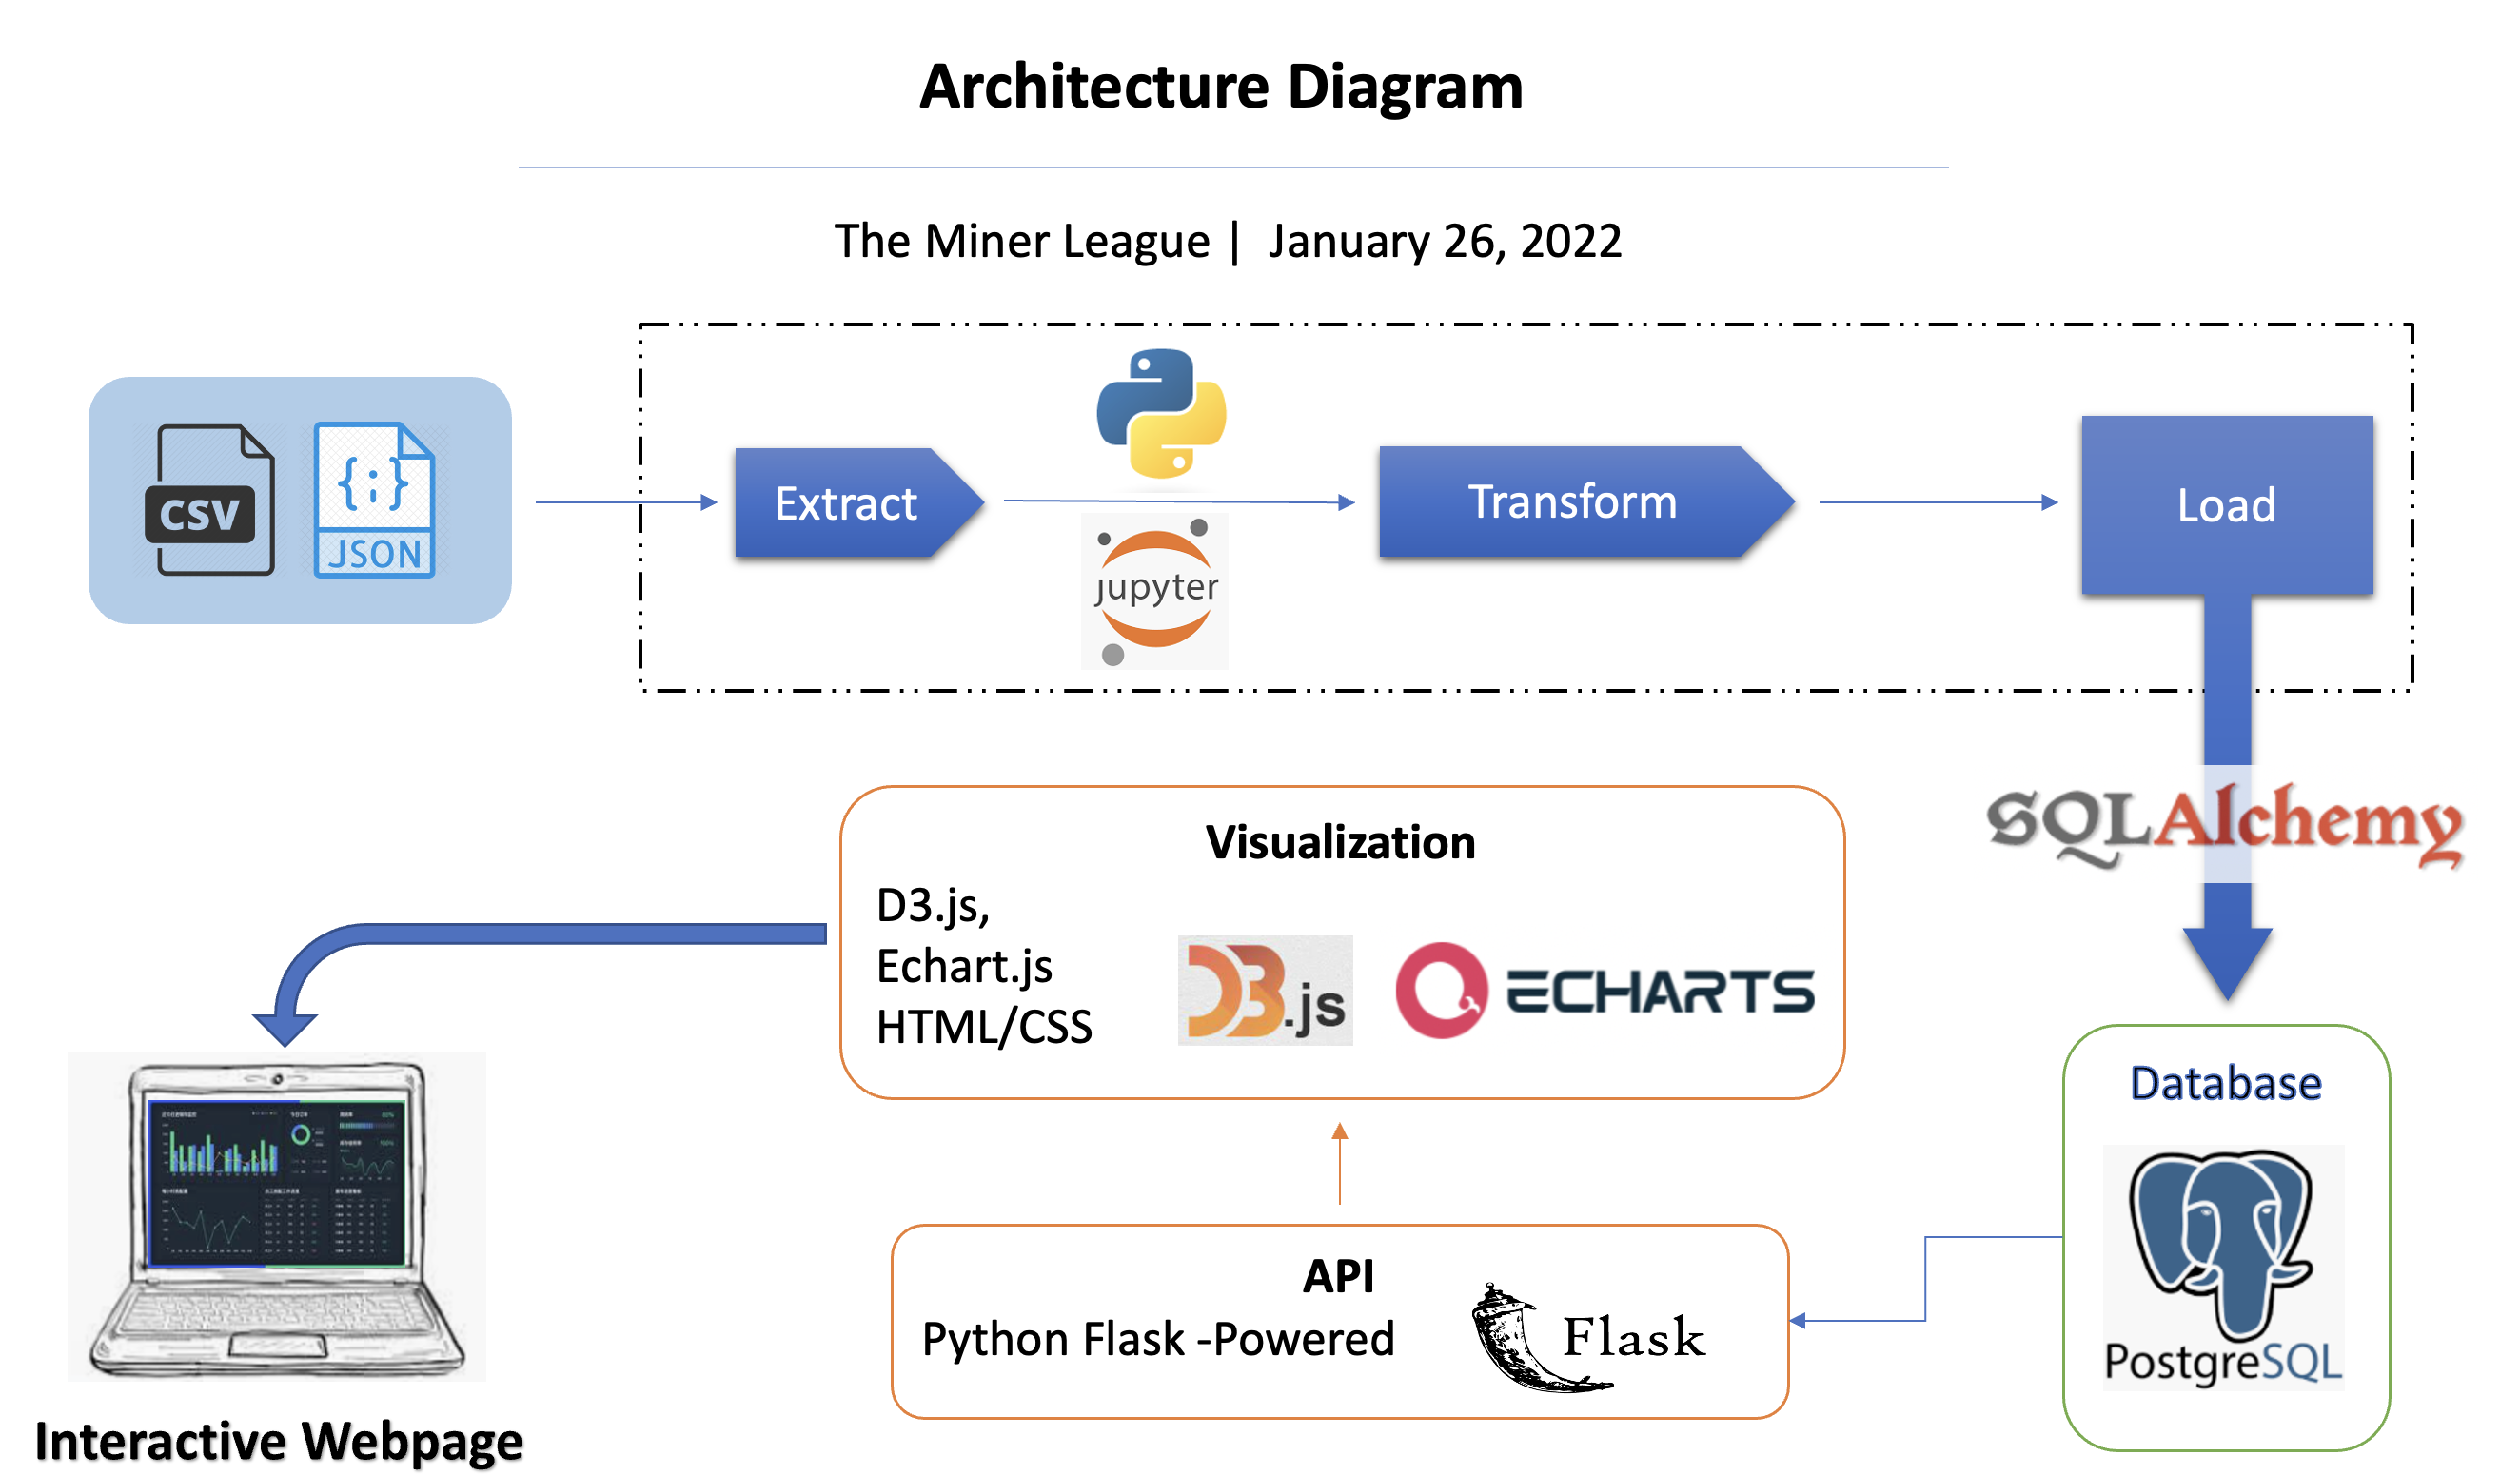 Architecture Diagram
The Miner League | January 26, 2022
CSV
JSON
Extract
jupyter
Transform
Load
SQLAlchemy
Visualization
D3.js,
Echart.js
HTML/CSS
D3.js
ECHARTS
Database
PostgreSQL
API
Python Flask -Powered
Flask
Interactive Webpage